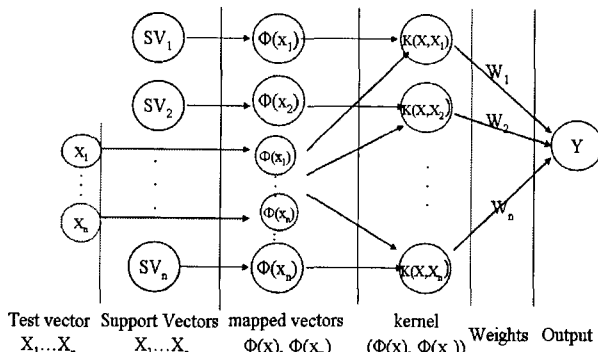 SV1 Φ(x1) K(X,X1)
W1
SV2 Φ(x2) K(X,X2) W2 Y
X1 Φ(x1)
Xn Φ(xn) Wn
SVn Φ(xn) K(X,Xn)
Test vector Support Vectors mapped vectors kernel Weights Output
X1...Xn X1...Xn Φ(x), Φ(xn) (Φ(x), Φ(xi))